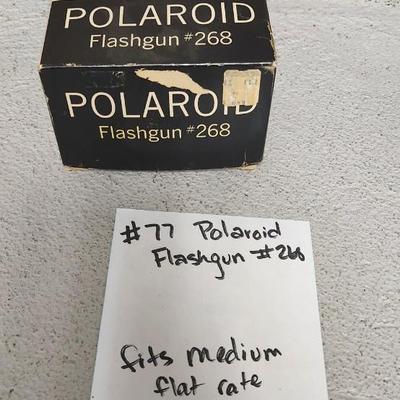 POLAROID
Flashgun #268
POLAROID
Flashgun #268
#77 Polaroid
Flashgun #268
fits medium
flat rate